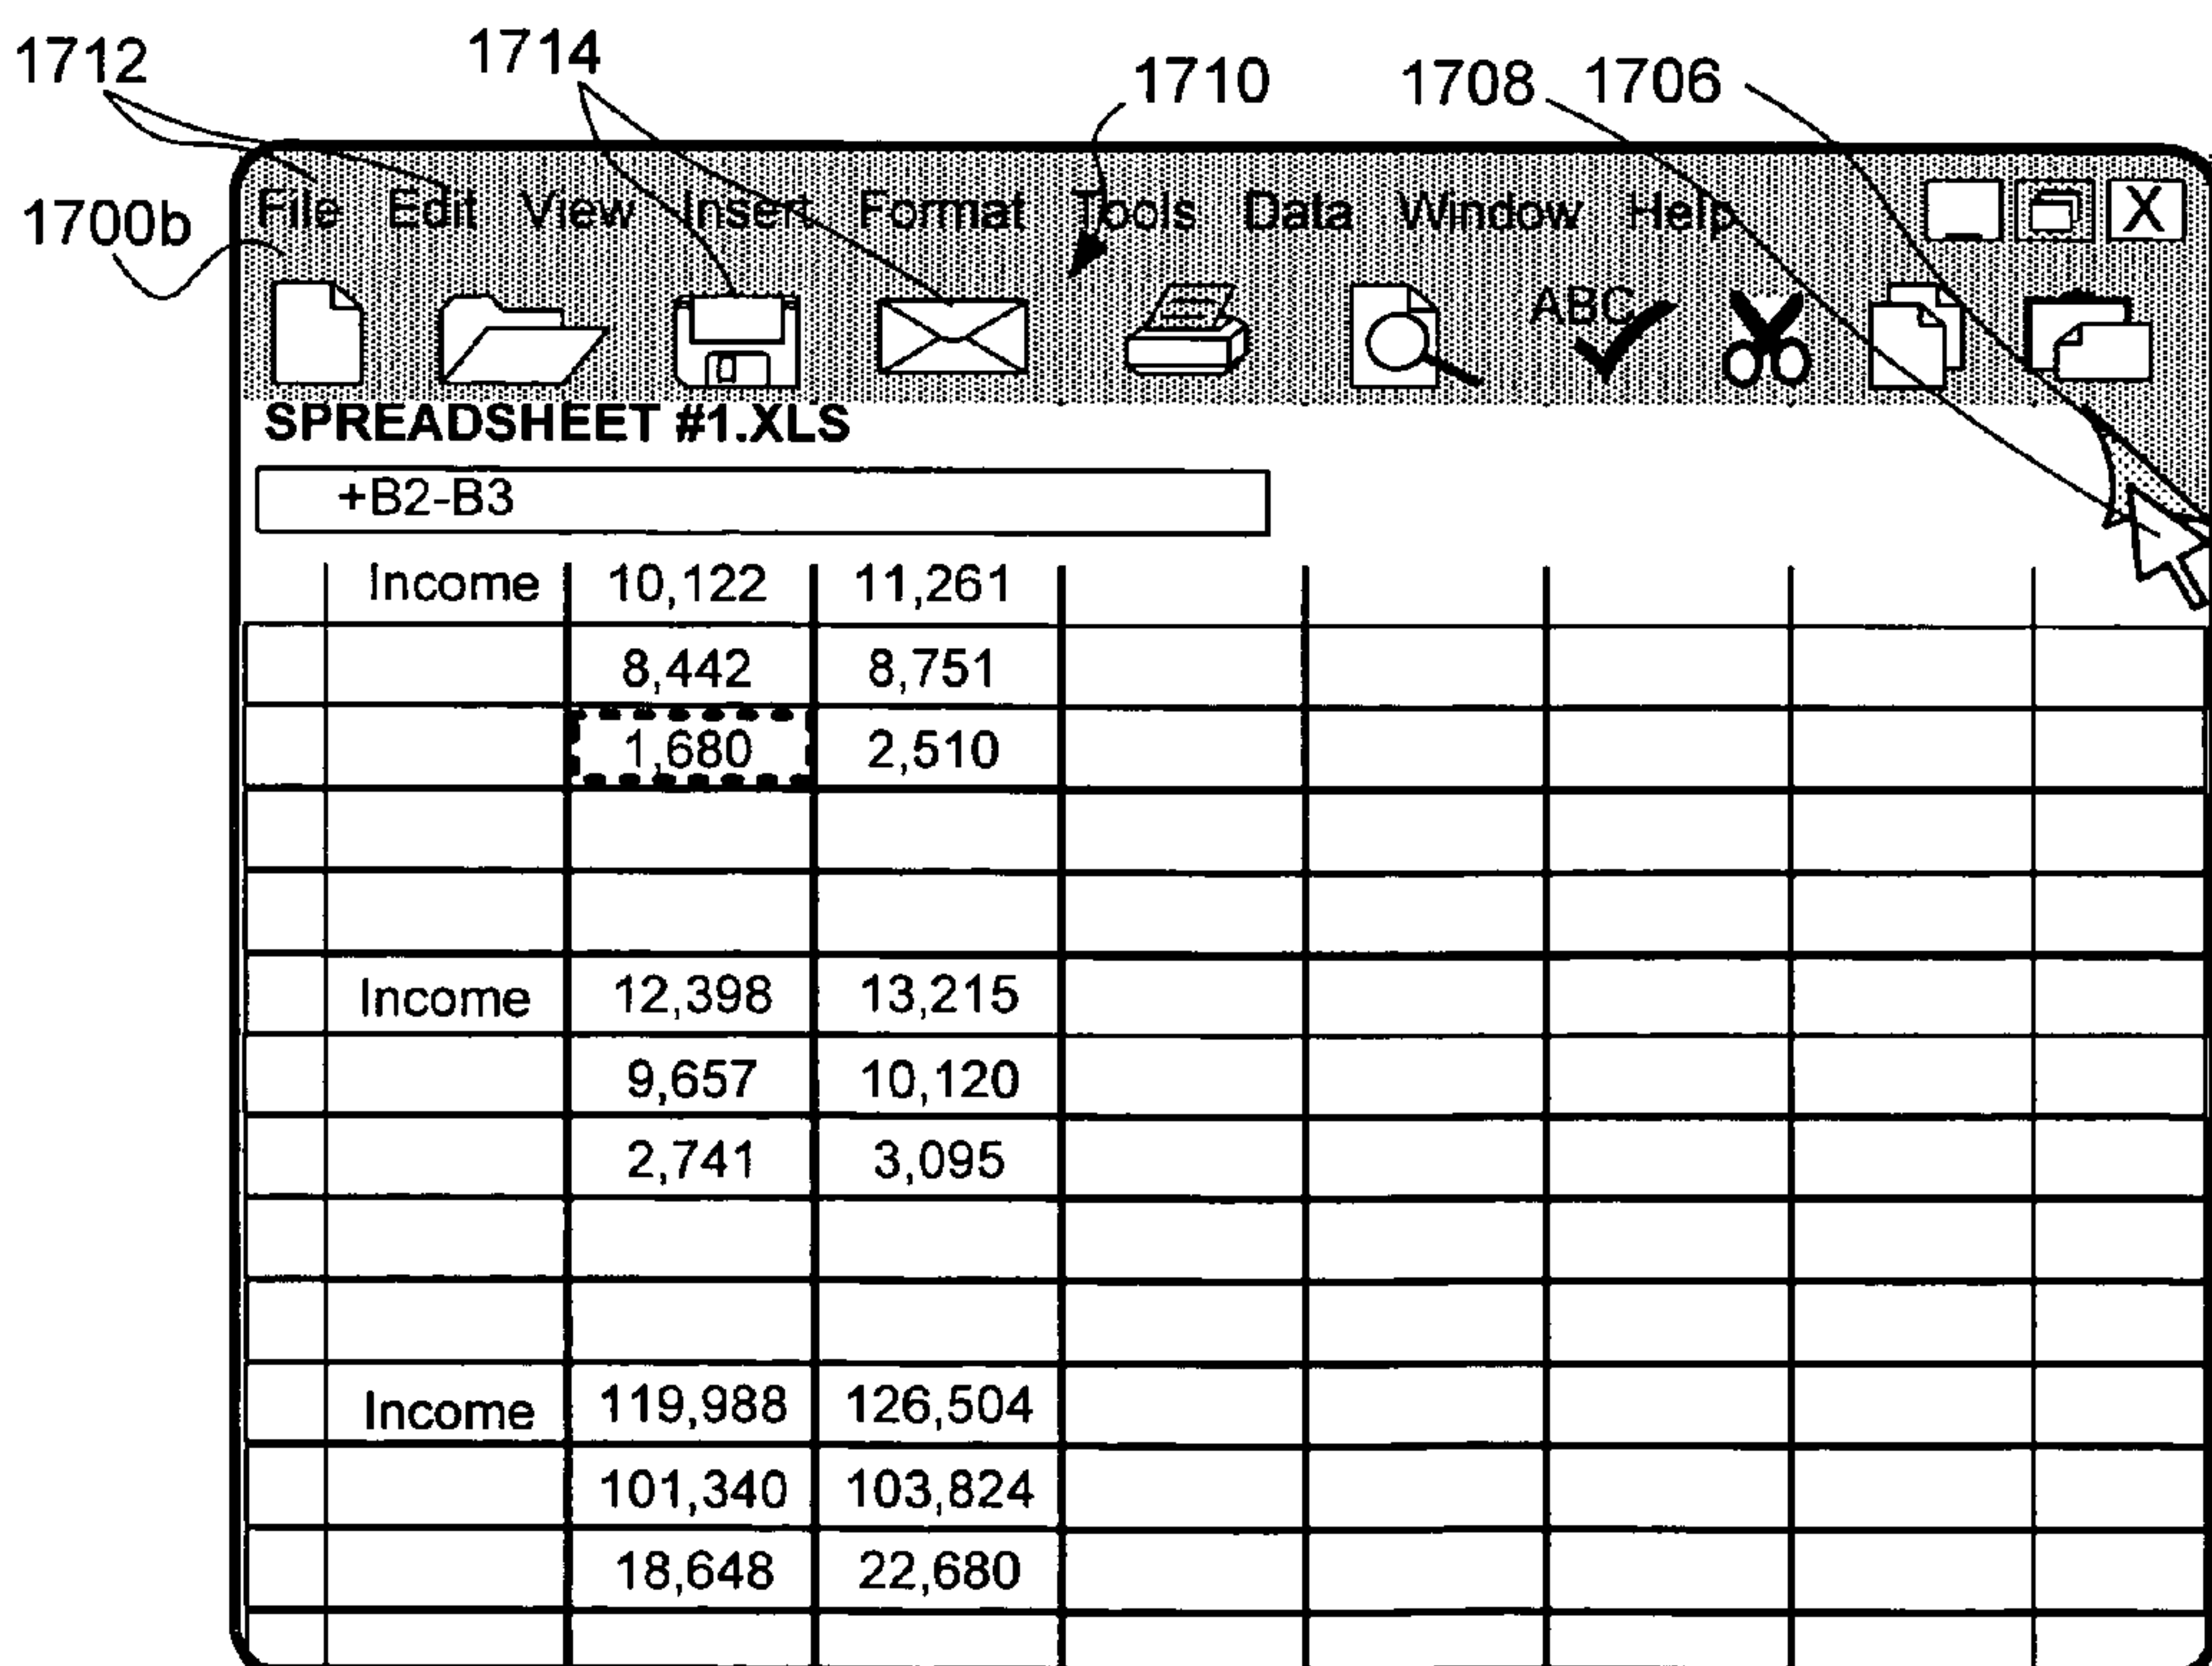 1712 1714 1710 1708 1706
1700b
File Edit View Insert Format Tools Data Window Help X
ABC
SPREADSHEET #1.XLS
+B2-B3
Income 10,122 11,261
8,442 8,751
1,680 2,510
Income 12,398 13,215
9,657 10,120
2,741 3,095
Income 119,988 126,504
101,340 103,824
18,648 22,680